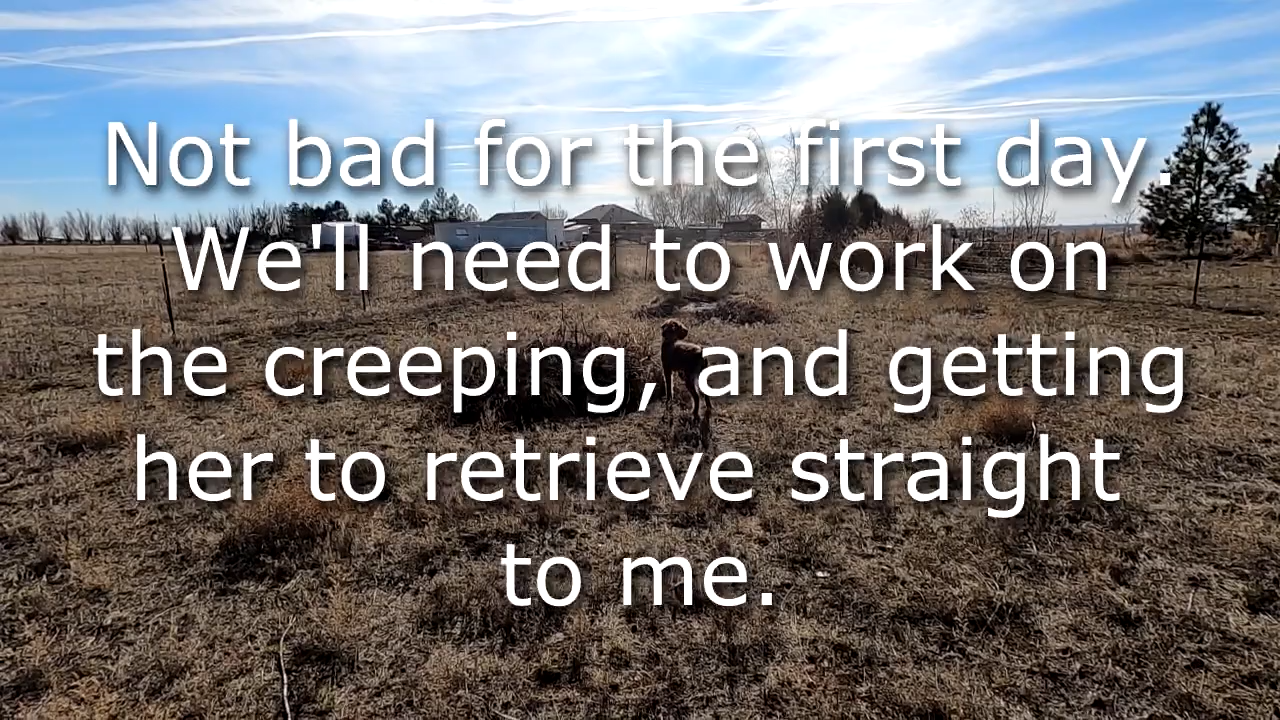 Not bad for the first day.
We'll need to work on
the creeping, and getting
her to retrieve straight
to me.